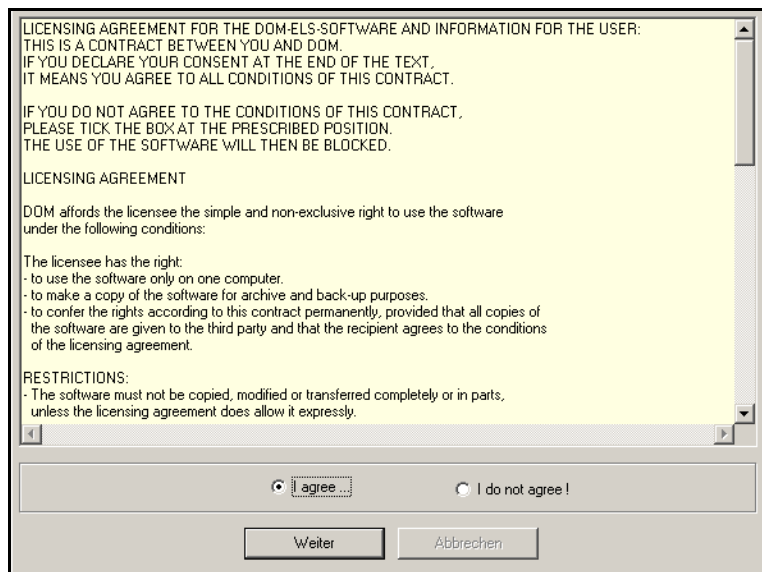 LICENSING AGREEMENT FOR THE DOM-ELS-SOFTWARE AND INFORMATION FOR THE USER:
THIS IS A CONTRACT BETWEEN YOU AND DOM.
IF YOU DECLARE YOUR CONSENT AT THE END OF THE TEXT,
IT MEANS YOU AGREE TO ALL CONDITIONS OF THIS CONTRACT.
IF YOU DO NOT AGREE TO THE CONDITIONS OF THIS CONTRACT,
PLEASE TICK THE BOX AT THE PRESCRIBED POSITION.
THE USE OF THE SOFTWARE WILL THEN BE BLOCKED.
LICENSING AGREEMENT
DOM affords the licensee the simple and non-exclusive right to use the software
under the following conditions:
The licensee has the right:
- to use the software only on one computer.
- to make a copy of the software for archive and back-up purposes.
- to confer the rights according to this contract permanently, provided that all copies of
the software are given to the third party and that the recipient agrees to the conditions
of the licensing agreement.
RESTRICTIONS:
- The software must not be copied, modified or transferred completely or in parts,
unless the licensing agreement does allow it expressly.
I agree ... I do not agree !
Weiter Abbrechen